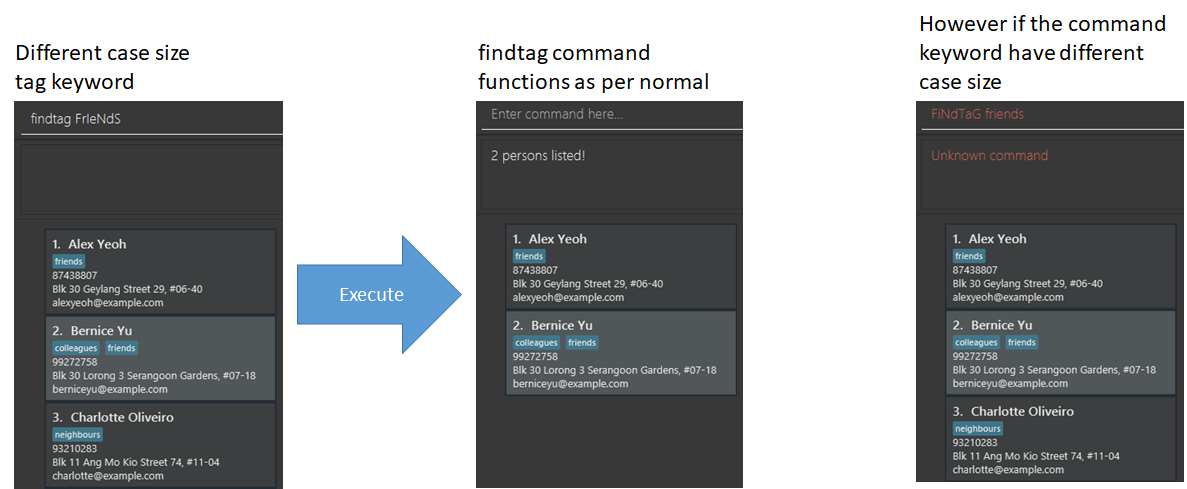 Different case size
tag keyword
findtag FrIeNdS
1. Alex Yeoh
friends
87438807
Blk 30 Geylang Street 29, #06-40
alexyeoh@example.com
2. Bernice Yu
colleagues friends
99272758
Blk 30 Lorong 3 Serangoon Gardens, #07-18
berniceyu@example.com
3. Charlotte Oliveiro
neighbours
93210283
Blk 11 Ang Mo Kio Street 74, #11-04
charlotte@example.com
Execute
findtag command
functions as per normal
Enter command here...
2 persons listed!
1. Alex Yeoh
friends
87438807
Blk 30 Geylang Street 29, #06-40
alexyeoh@example.com
2. Bernice Yu
colleagues friends
99272758
Blk 30 Lorong 3 Serangoon Gardens, #07-18
berniceyu@example.com
However if the command
keyword have different
case size
FiNdTaG friends
Unknown command
1. Alex Yeoh
friends
87438807
Blk 30 Geylang Street 29, #06-40
alexyeoh@example.com
2. Bernice Yu
colleagues friends
99272758
Blk 30 Lorong 3 Serangoon Gardens, #07-18
berniceyu@example.com
3. Charlotte Oliveiro
neighbours
93210283
Blk 11 Ang Mo Kio Street 74, #11-04
charlotte@example.com